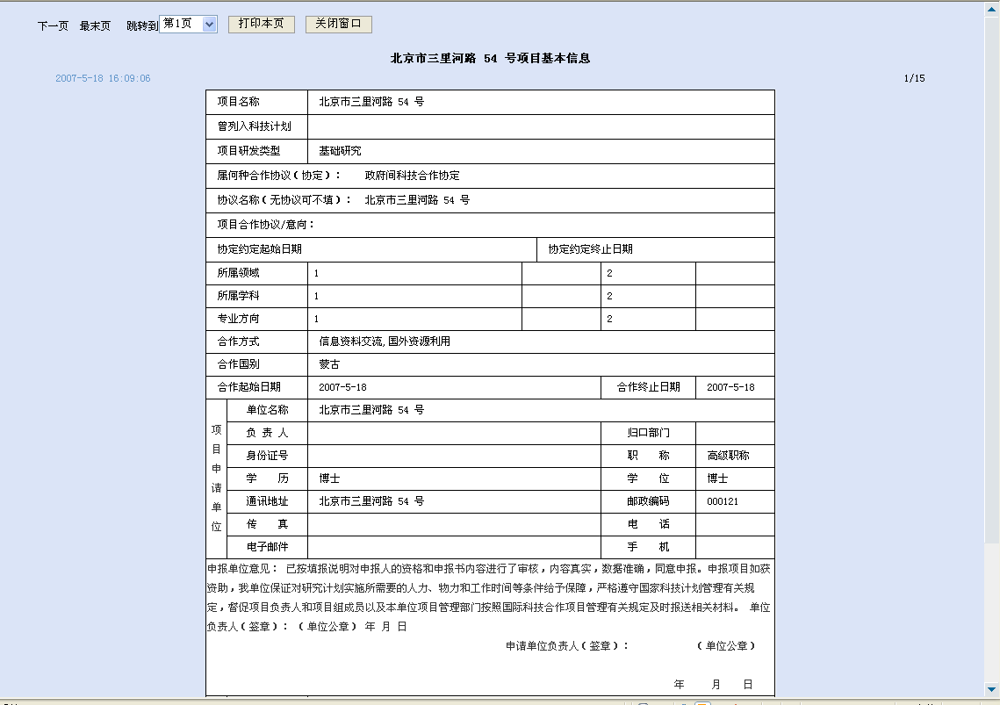 下一页 最末页 跳转到 第1页 打印本页 关闭窗口
北京市三里河路 54 号项目基本信息
2007-5-18 16:09:06 1/15
项目名称 北京市三里河路 54 号
曾列入科技计划
项目研发类型 基础研究
属何种合作协议(协定): 政府间科技合作协定
协议名称(无协议可不填): 北京市三里河路 54 号
项目合作协议/意向:
协定约定起始日期 协定约定终止日期
所属领域 1 2
所属学科 1 2
专业方向 1 2
合作方式 信息资料交流,国外资源利用
合作国别 蒙古
合作起始日期 2007-5-18 合作终止日期 2007-5-18
项目申请单位
单位名称 北京市三里河路 54 号
负 责 人 归口部门
身份证号 职 称 高级职称
学 历 博士 学 位 博士
通讯地址 北京市三里河路 54 号 邮政编码 000121
传 真 电 话
电子邮件 手 机
申报单位意见: 已按填报说明对申报人的资格和申报书内容进行了审核,内容真实,数据准确,同意申报。申报项目如获
资助,我单位保证对研究计划实施所需要的人力、物力和工作时间等条件给予保障,严格遵守国家科技计划管理有关规
定,督促项目负责人和项目组成员以及本单位项目管理部门按照国际科技合作项目管理有关规定及时报送相关材料。 单位
负责人(签章): (单位公章) 年 月 日
申请单位负责人(签章): (单位公章)
年 月 日